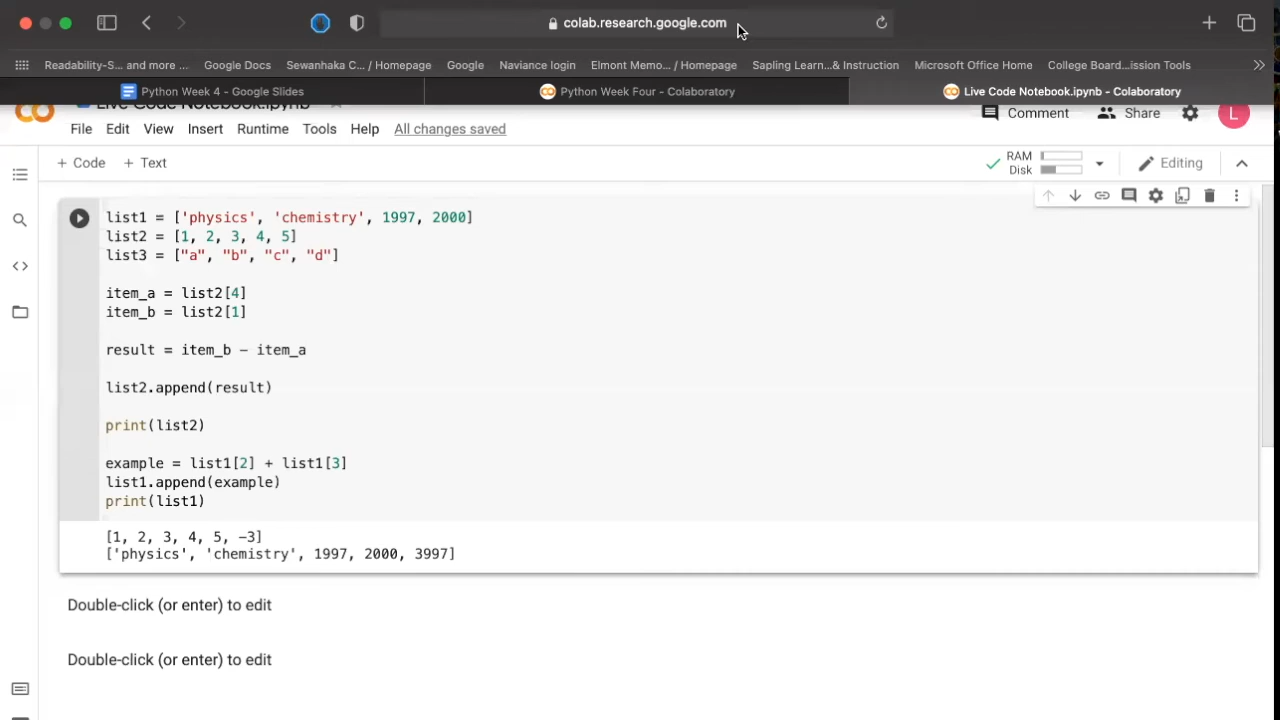 colab.research.google.com
Readability-S... and more ... Google Docs Sewanhaka C... / Homepage Google Naviance login Elmont Memo... / Homepage Sapling Learn...& Instruction Microsoft Office Home College Board...ission Tools
Python Week 4 - Google Slides Python Week Four - Colaboratory Live Code Notebook.ipynb - Colaboratory
Live Code Notebook.ipynb
Comment Share L
File Edit View Insert Runtime Tools Help All changes saved
+ Code + Text RAM Disk Editing
list1 = ['physics', 'chemistry', 1997, 2000]
list2 = [1, 2, 3, 4, 5]
list3 = ["a", "b", "c", "d"]
item_a = list2[4]
item_b = list2[1]
result = item_b - item_a
list2.append(result)
print(list2)
example = list1[2] + list1[3]
list1.append(example)
print(list1)
[1, 2, 3, 4, 5, -3]
['physics', 'chemistry', 1997, 2000, 3997]
Double-click (or enter) to edit
Double-click (or enter) to edit